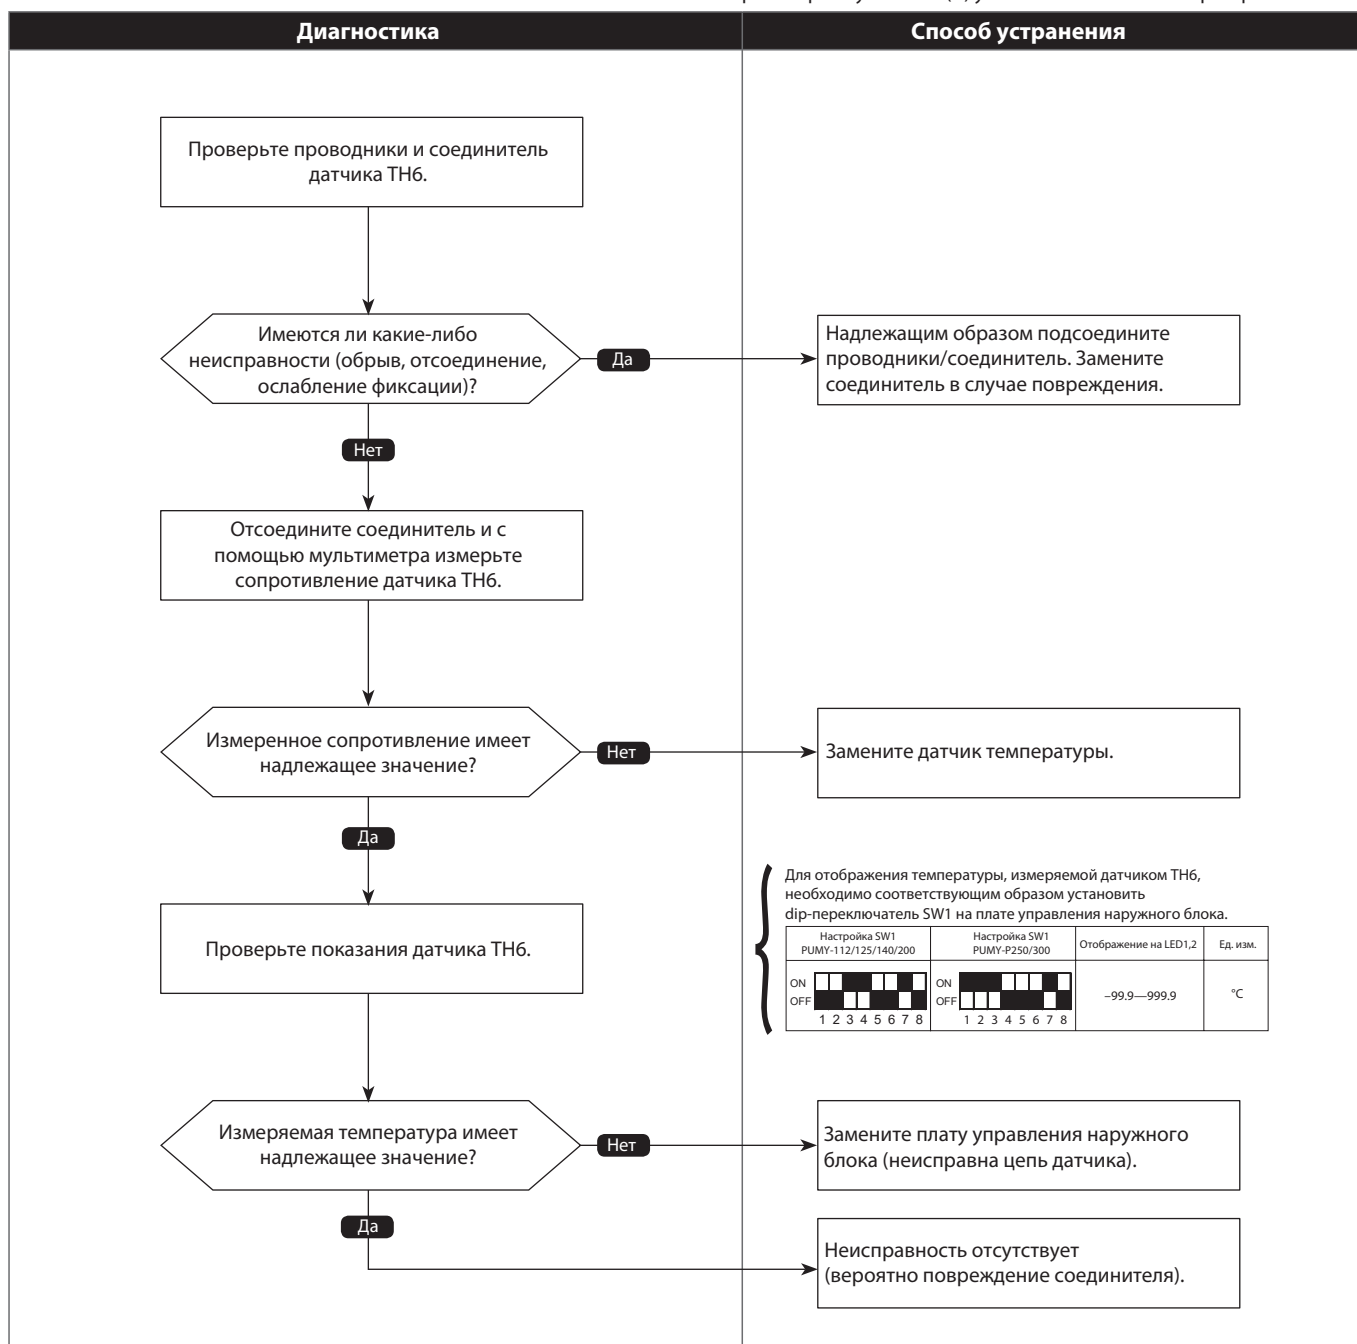 Диагностика
Способ устранения
Проверьте проводники и соединитель
датчика TH6.
Имеются ли какие-либо
неисправности (обрыв, отсоединение,
ослабление фиксации)?
Да
Надлежащим образом подсоедините
проводники/соединитель. Замените
соединитель в случае повреждения.
Нет
Отсоедините соединитель и с
помощью мультиметра измерьте
сопротивление датчика TH6.
Измеренное сопротивление имеет
надлежащее значение?
Нет
Замените датчик температуры.
Да
Проверьте показания датчика TH6.
Для отображения температуры, измеряемой датчиком TH6,
необходимо соответствующим образом установить
dip-переключатель SW1 на плате управления наружного блока.
Настройка SW1
PUMY-112/125/140/200
Настройка SW1
PUMY-P250/300
Отображение на LED1,2
Ед. изм.
ON
OFF
1 2 3 4 5 6 7 8
ON
OFF
1 2 3 4 5 6 7 8
–99.9—999.9
°C
Измеряемая температура имеет
надлежащее значение?
Нет
Замените плату управления наружного
блока (неисправна цепь датчика).
Да
Неисправность отсутствует
(вероятно повреждение соединителя).